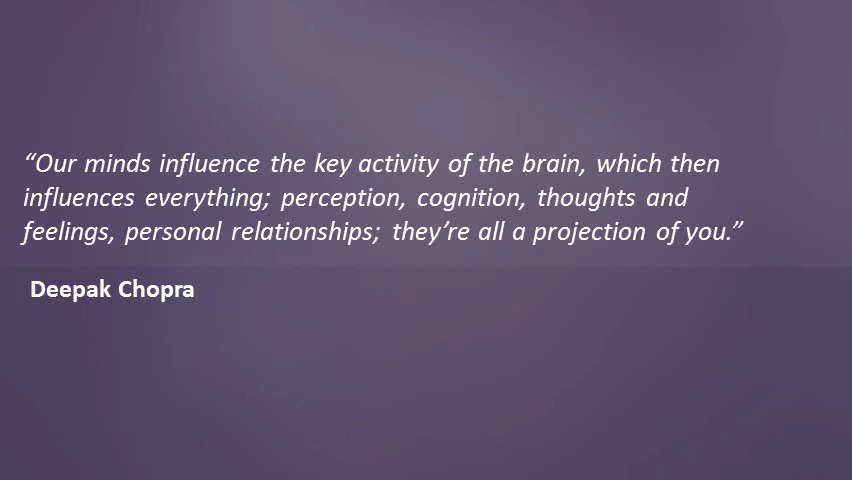 “Our minds influence the key activity of the brain, which then
influences everything; perception, cognition, thoughts and
feelings, personal relationships; they’re all a projection of you.”
Deepak Chopra